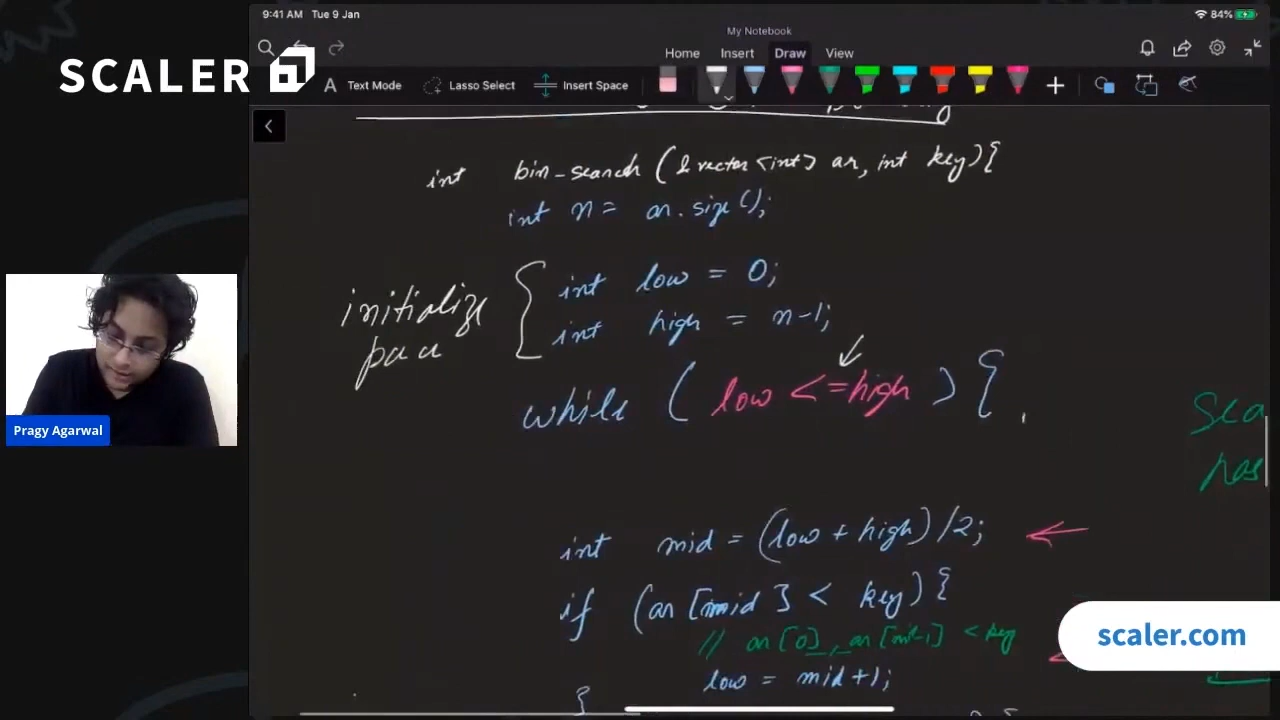 9:41 AM Tue 9 Jan
84%
My Notebook
SCALER
Home Insert Draw View
Text Mode Lasso Select Insert Space
int bin-search (& vector <int> ar, int key) {
int n = ar.size();
initialize
int low = 0;
int high = n-1;
while ( low <= high ) {
Pragy Agarwal
int mid = (low + high) /2;
if (ar [mid] < key) {
scaler.com
// ar[0] ar[mid-1] < key
low = mid+1;
}